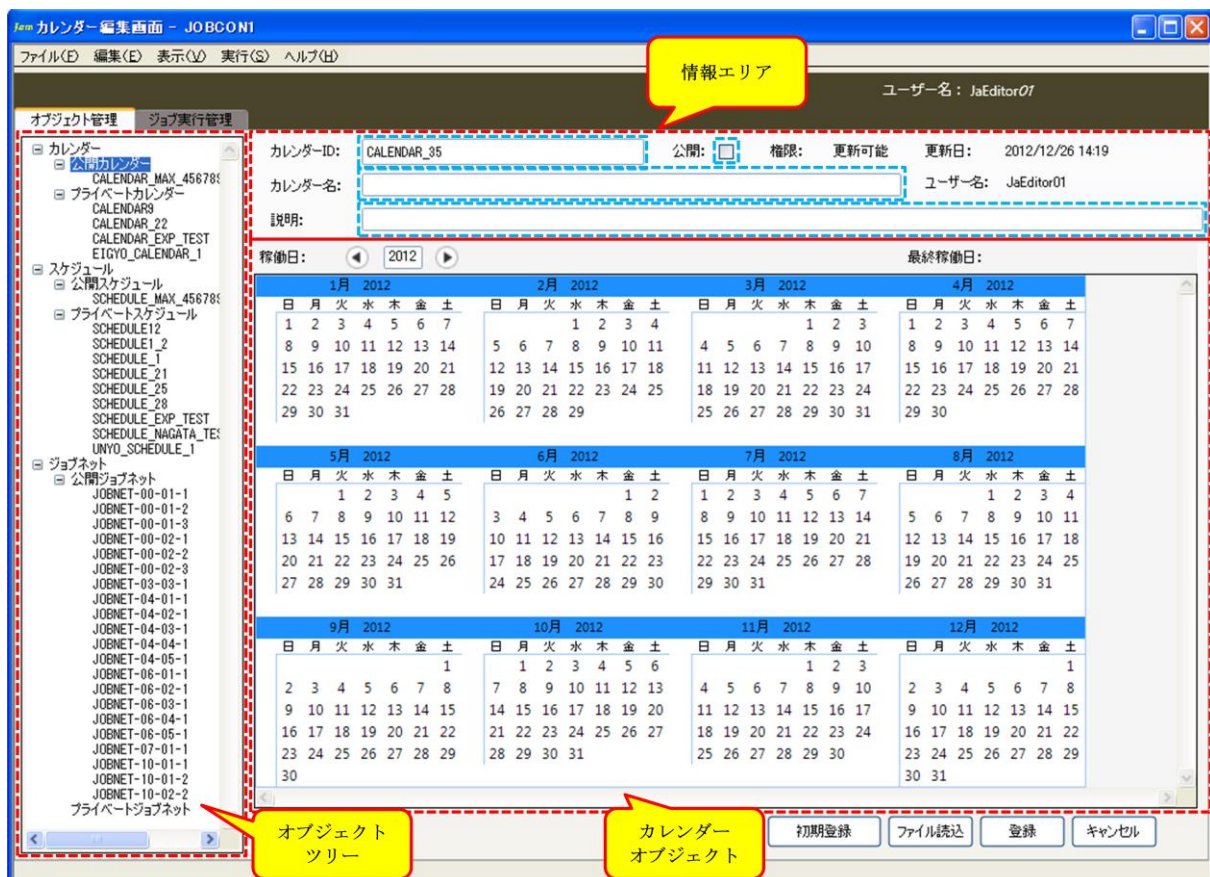 Jam カレンダー編集画面 - JOBCON1
ファイル(F) 編集(E) 表示(V) 実行(S) ヘルプ(H)
情報エリア
ユーザー名 : JaEditor01
オブジェクト管理 ジョブ実行管理
カレンダー
公開カレンダー
CALENDAR_MAX_456789
プライベートカレンダー
CALENDAR9
CALENDAR_22
CALENDAR_EXP_TEST
EIGYO_CALENDAR_1
スケジュール
公開スケジュール
SCHEDULE_MAX_456789
プライベートスケジュール
SCHEDULE12
SCHEDULE1_2
SCHEDULE_1
SCHEDULE_21
SCHEDULE_25
SCHEDULE_28
SCHEDULE_EXP_TEST
SCHEDULE_NAGATA_TES
UNYO_SCHEDULE_1
ジョブネット
公開ジョブネット
JOBNET-00-01-1
JOBNET-00-01-2
JOBNET-00-01-3
JOBNET-00-02-1
JOBNET-00-02-2
JOBNET-00-02-3
JOBNET-03-03-1
JOBNET-04-01-1
JOBNET-04-02-1
JOBNET-04-03-1
JOBNET-04-04-1
JOBNET-04-05-1
JOBNET-06-01-1
JOBNET-06-02-1
JOBNET-06-03-1
JOBNET-06-04-1
JOBNET-06-05-1
JOBNET-07-01-1
JOBNET-10-01-1
JOBNET-10-01-2
JOBNET-10-02-2
プライベートジョブネット
オブジェクト
ツリー
カレンダーID: CALENDAR_35 公開: 権限: 更新可能 更新日: 2012/12/26 14:19
カレンダー名: ユーザー名: JaEditor01
説明:
稼働日: 2012 最終稼働日:
1月 2012 2月 2012 3月 2012 4月 2012
日 月 火 水 木 金 土 日 月 火 水 木 金 土 日 月 火 水 木 金 土 日 月 火 水 木 金 土
1 2 3 4 5 6 7 1 2 3 4 1 2 3 1 2 3 4 5 6 7
8 9 10 11 12 13 14 5 6 7 8 9 10 11 4 5 6 7 8 9 10 8 9 10 11 12 13 14
15 16 17 18 19 20 21 12 13 14 15 16 17 18 11 12 13 14 15 16 17 15 16 17 18 19 20 21
22 23 24 25 26 27 28 19 20 21 22 23 24 25 18 19 20 21 22 23 24 22 23 24 25 26 27 28
29 30 31 26 27 28 29 25 26 27 28 29 30 31 29 30
5月 2012 6月 2012 7月 2012 8月 2012
日 月 火 水 木 金 土 日 月 火 水 木 金 土 日 月 火 水 木 金 土 日 月 火 水 木 金 土
1 2 3 4 5 1 2 1 2 3 4 5 6 7 1 2 3 4
6 7 8 9 10 11 12 3 4 5 6 7 8 9 8 9 10 11 12 13 14 5 6 7 8 9 10 11
13 14 15 16 17 18 19 10 11 12 13 14 15 16 15 16 17 18 19 20 21 12 13 14 15 16 17 18
20 21 22 23 24 25 26 17 18 19 20 21 22 23 22 23 24 25 26 27 28 19 20 21 22 23 24 25
27 28 29 30 31 24 25 26 27 28 29 30 29 30 31 26 27 28 29 30 31
9月 2012 10月 2012 11月 2012 12月 2012
日 月 火 水 木 金 土 日 月 火 水 木 金 土 日 月 火 水 木 金 土 日 月 火 水 木 金 土
1 1 2 3 4 5 6 1 2 3 1
2 3 4 5 6 7 8 7 8 9 10 11 12 13 4 5 6 7 8 9 10 2 3 4 5 6 7 8
9 10 11 12 13 14 15 14 15 16 17 18 19 20 11 12 13 14 15 16 17 9 10 11 12 13 14 15
16 17 18 19 20 21 22 21 22 23 24 25 26 27 18 19 20 21 22 23 24 16 17 18 19 20 21 22
23 24 25 26 27 28 29 28 29 30 31 25 26 27 28 29 30 23 24 25 26 27 28 29
30 30 31
カレンダー
オブジェクト
初期登録 ファイル読込 登録 キャンセル